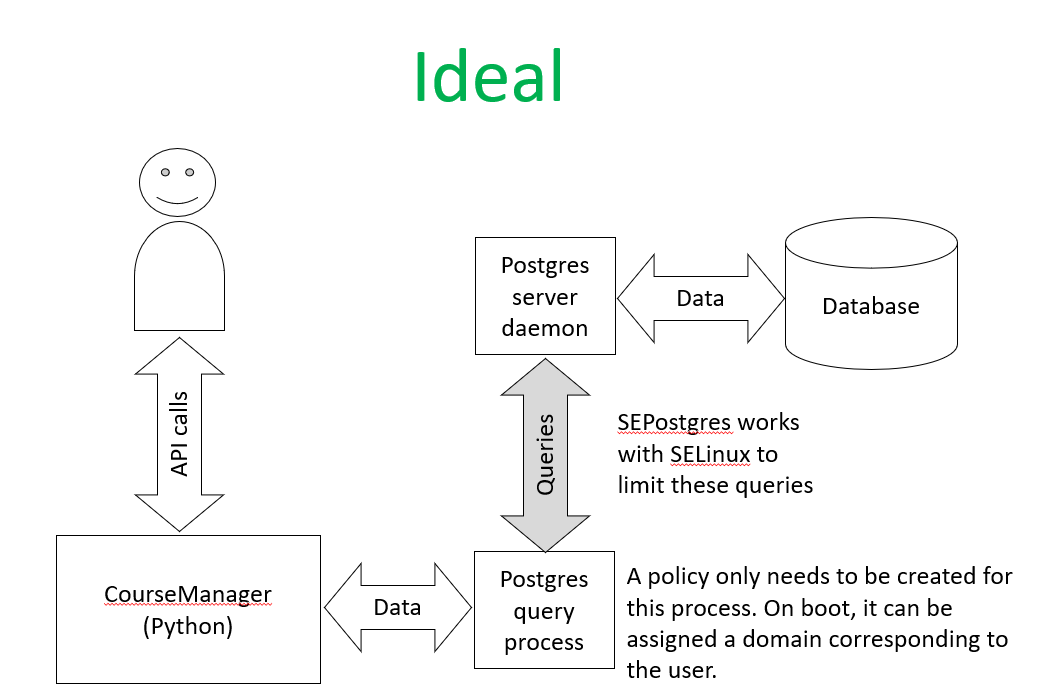 Ideal
Postgres
server
daemon
Data
Database
API calls
Queries
SEPostgres works
with SELinux to
limit these queries
CourseManager
(Python)
Data
Postgres
query
process
A policy only needs to be created for
this process. On boot, it can be
assigned a domain corresponding to
the user.